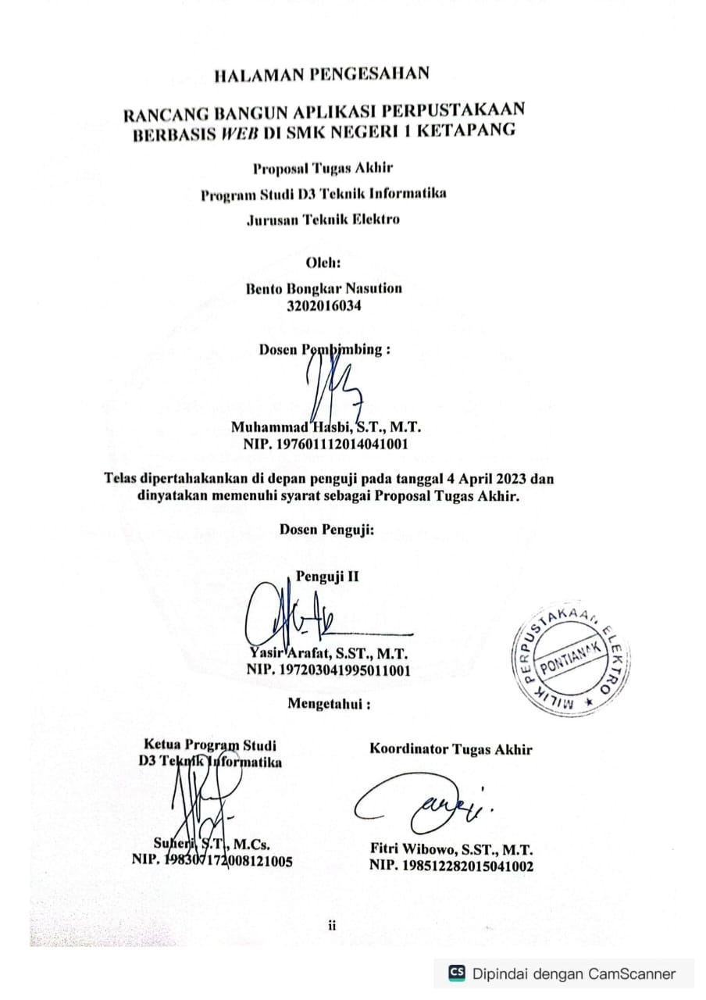 HALAMAN PENGESAHAN
RANCANG BANGUN APLIKASI PERPUSTAKAAN
BERBASIS WEB DI SMK NEGERI 1 KETAPANG
Proposal Tugas Akhir
Program Studi D3 Teknik Informatika
Jurusan Teknik Elektro
Oleh:
Bento Bongkar Nasution
3202016034
Dosen Pembimbing :
Muhammad Hasbi, S.T., M.T.
NIP. 197601112014041001
Telas dipertahakankan di depan penguji pada tanggal 4 April 2023 dan
dinyatakan memenuhi syarat sebagai Proposal Tugas Akhir.
Dosen Penguji:
Penguji II
Yasir Arafat, S.ST., M.T.
NIP. 197203041995011001
MILIK PERPUSTAKAAN ELEKTRO
PONTIANAK
Mengetahui :
Ketua Program Studi
D3 Teknik Informatika
Suheri, S.T., M.Cs.
NIP. 198307172008121005
Koordinator Tugas Akhir
Fitri Wibowo, S.ST., M.T.
NIP. 198512282015041002
ii
CS Dipindai dengan CamScanner